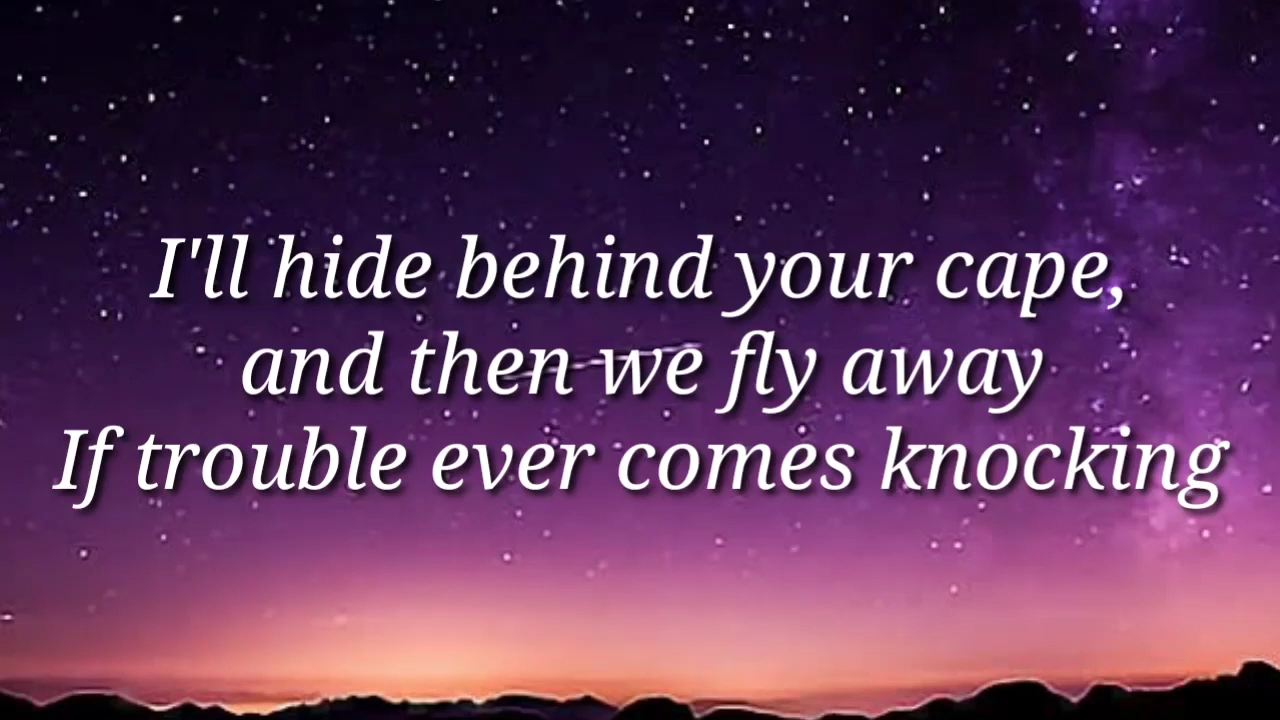 I'll hide behind your cape,
and then we fly away
If trouble ever comes knocking